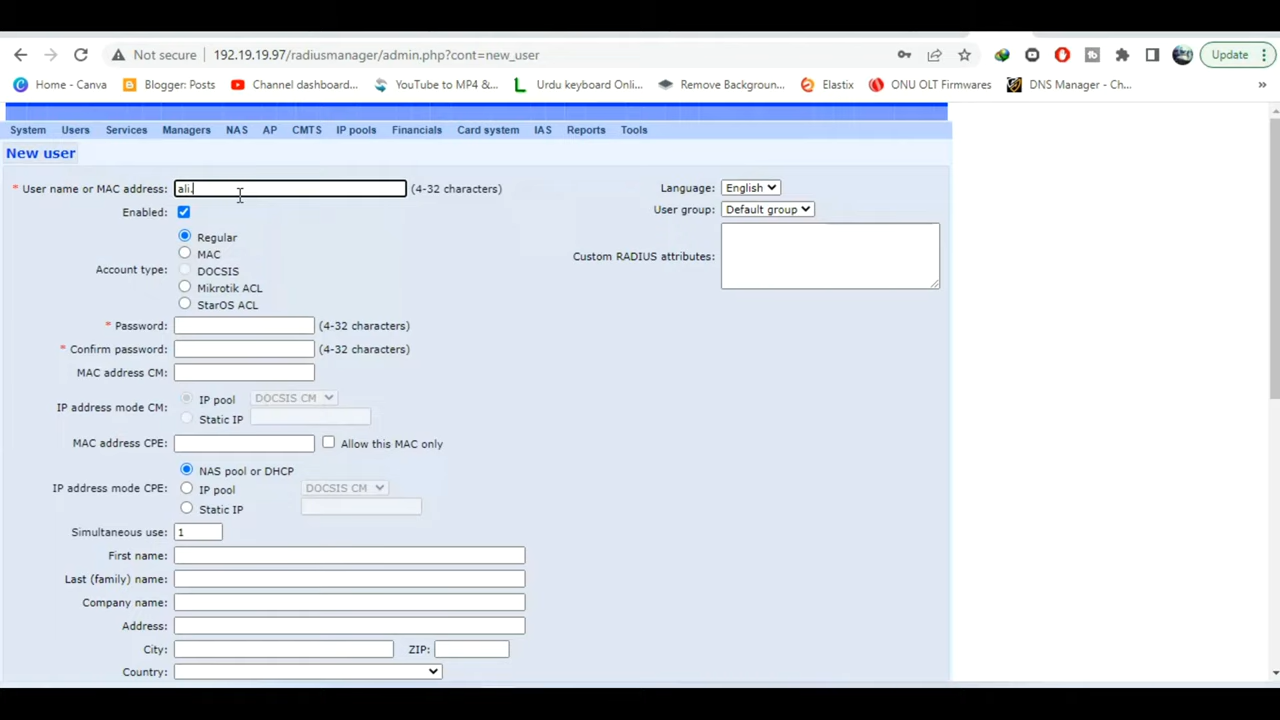 Not secure 192.19.19.97/radiusmanager/admin.php?cont=new_user Update
Home - Canva Blogger: Posts Channel dashboard... YouTube to MP4 &... Urdu keyboard Onli... Remove Backgroun... Elastix ONU OLT Firmwares DNS Manager - Ch... »
System Users Services Managers NAS AP CMTS IP pools Financials Card system IAS Reports Tools
New user
* User name or MAC address: ali. (4-32 characters) Language: English
Enabled: User group: Default group
Regular
MAC
Custom RADIUS attributes:
Account type: DOCSIS
Mikrotik ACL
StarOS ACL
* Password: (4-32 characters)
* Confirm password: (4-32 characters)
MAC address CM:
IP address mode CM: IP pool DOCSIS CM
Static IP
MAC address CPE: Allow this MAC only
NAS pool or DHCP
IP address mode CPE: IP pool DOCSIS CM
Static IP
Simultaneous use: 1
First name:
Last (family) name:
Company name:
Address:
City: ZIP:
Country: